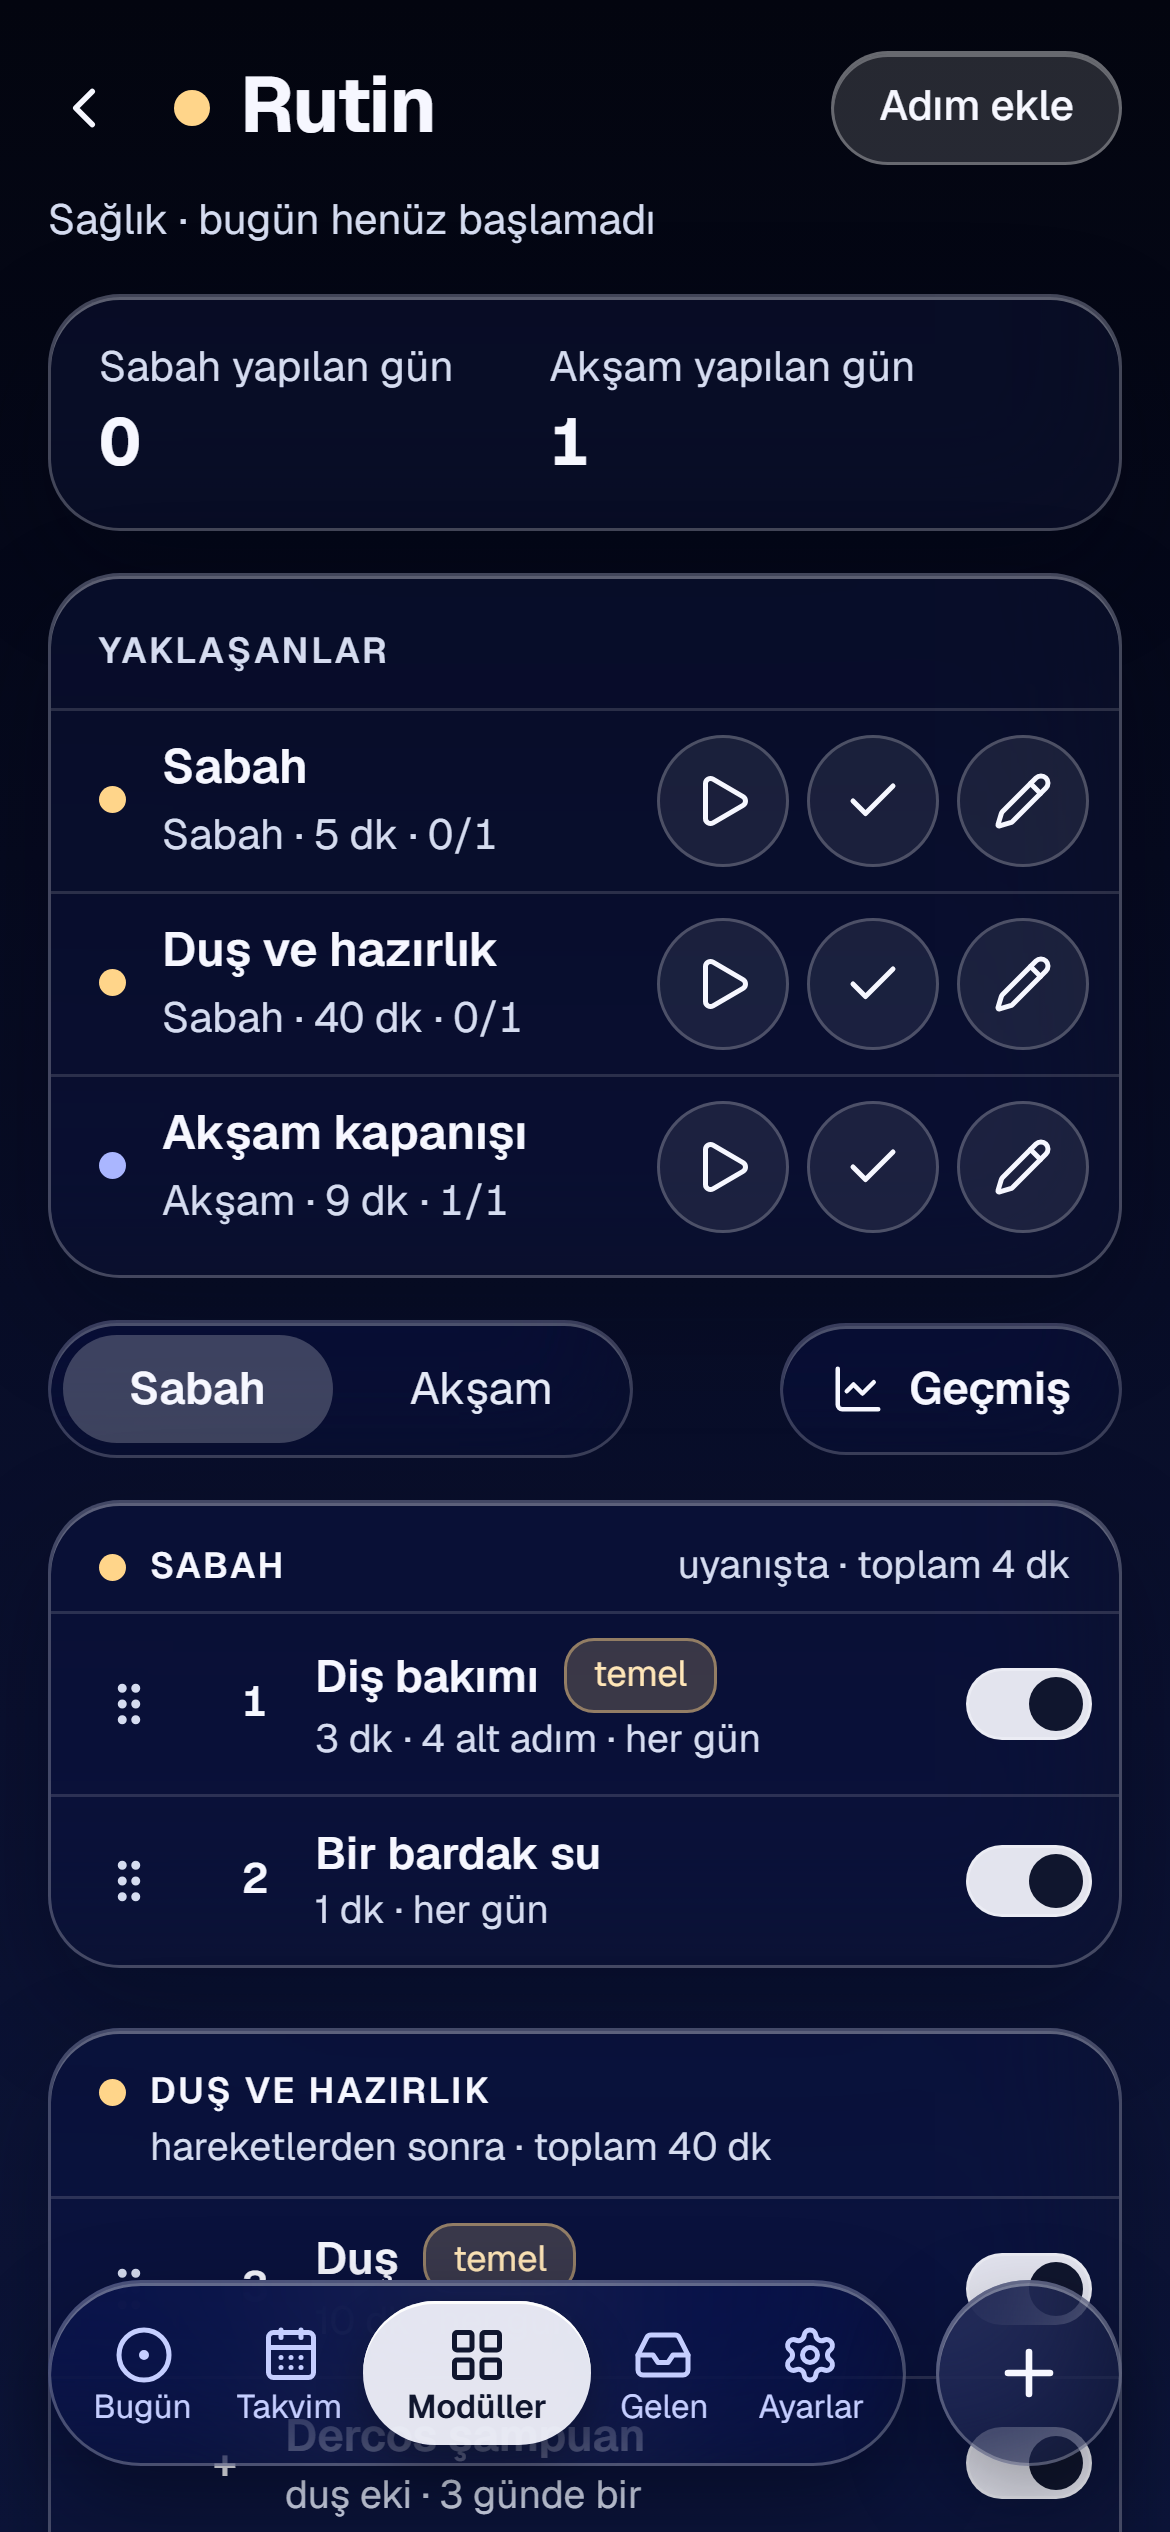 Rutin
Adım ekle
Sağlık · bugün henüz başlamadı
Sabah yapılan gün
Akşam yapılan gün
0
1
YAKLAŞANLAR
Sabah
Sabah · 5 dk · 0/1
Duş ve hazırlık
Sabah · 40 dk · 0/1
Akşam kapanışı
Akşam · 9 dk · 1/1
Sabah
Akşam
Geçmiş
SABAH
uyanışta · toplam 4 dk
1
Diş bakımı temel
3 dk · 4 alt adım · her gün
2
Bir bardak su
1 dk · her gün
DUŞ VE HAZIRLIK
hareketlerden sonra · toplam 40 dk
Duş temel
Bugün
Takvim
Modüller
Gelen
Ayarlar
+
Dercos şampuan
duş eki · 3 günde bir